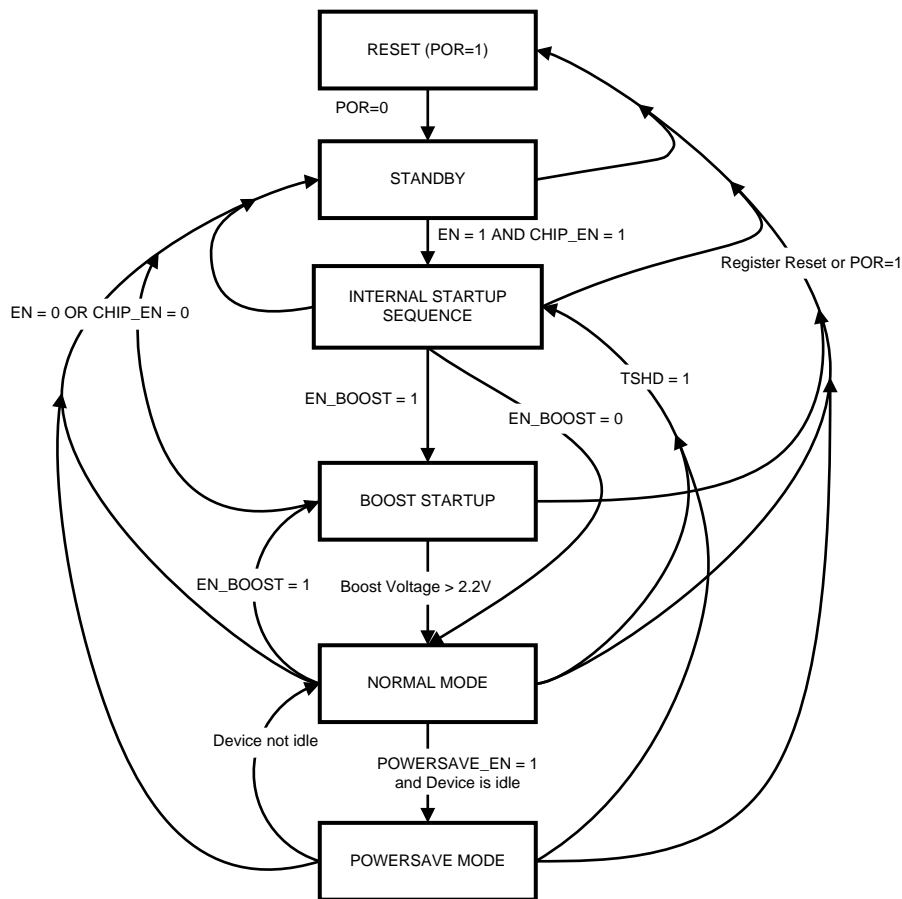 RESET (POR=1)
POR=0
STANDBY
EN = 1 AND CHIP_EN = 1
Register Reset or POR=1
INTERNAL STARTUP
SEQUENCE
EN = 0 OR CHIP_EN = 0
TSHD = 1
EN_BOOST = 1
EN_BOOST = 0
BOOST STARTUP
EN_BOOST = 1
Boost Voltage > 2.2V
NORMAL MODE
Device not idle
POWERSAVE_EN = 1
and Device is idle
POWERSAVE MODE